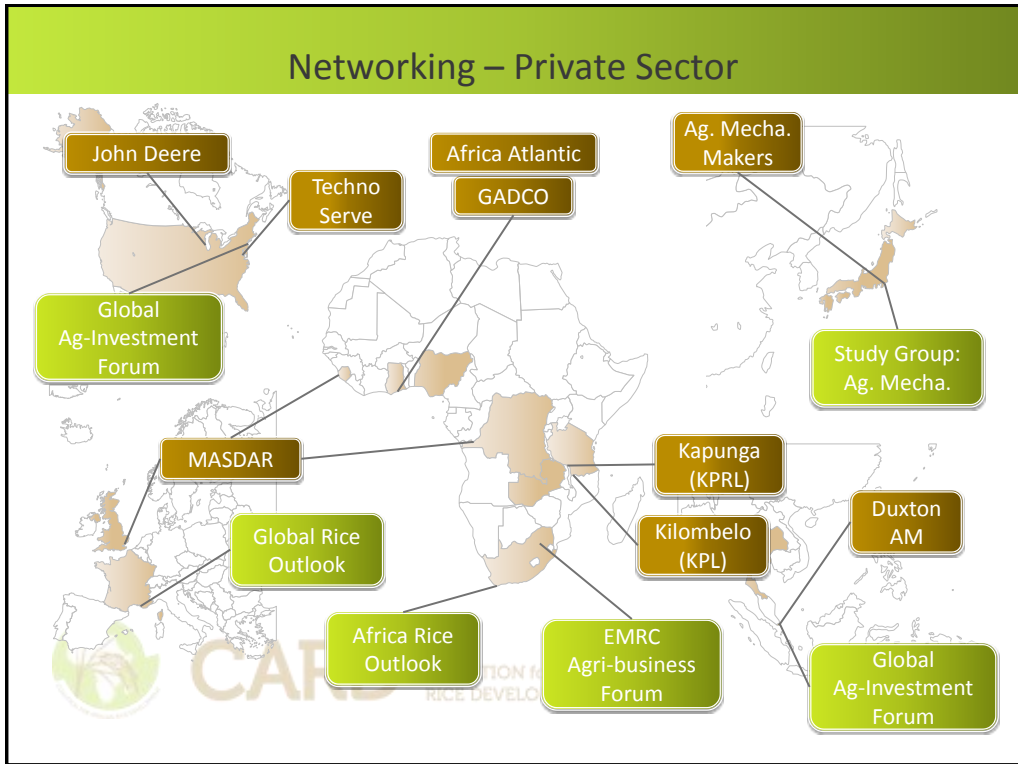 Networking – Private Sector
John Deere
Techno
Serve
Africa Atlantic
GADCO
Ag. Mecha.
Makers
Global
Ag-Investment
Forum
Study Group:
Ag. Mecha.
MASDAR
Kapunga
(KPRL)
Kilombelo
(KPL)
Duxton
AM
Global Rice
Outlook
Africa Rice
Outlook
EMRC
Agri-business
Forum
Global
Ag-Investment
Forum
CARD
RICE